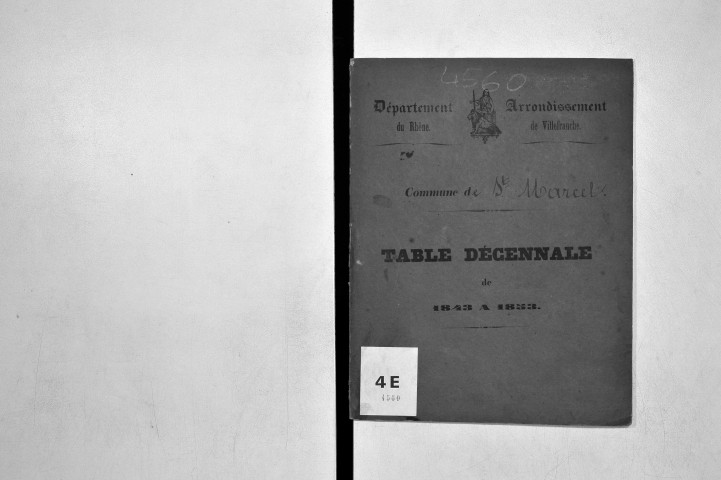 4560
Département Arrondissement
du Rhône. de Villefranche.
Commune de St Marcel.
TABLE DÉCENNALE
de
1843 A 1853.
4E
4560